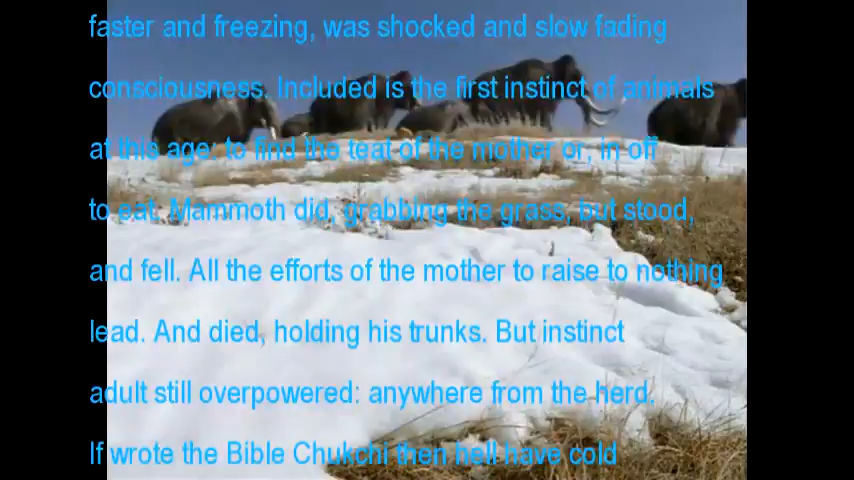 faster and freezing, was shocked and slow fading
consciousness. Included is the first instinct of animals
at this age: to find the teat of the mother or, in off
to eat. Mammoth did, grabbing the grass, but stood,
and fell. All the efforts of the mother to raise to nothing
lead. And died, holding his trunks. But instinct
adult still overpowered: anywhere from the herd.
If wrote the Bible Chukchi then hell have cold